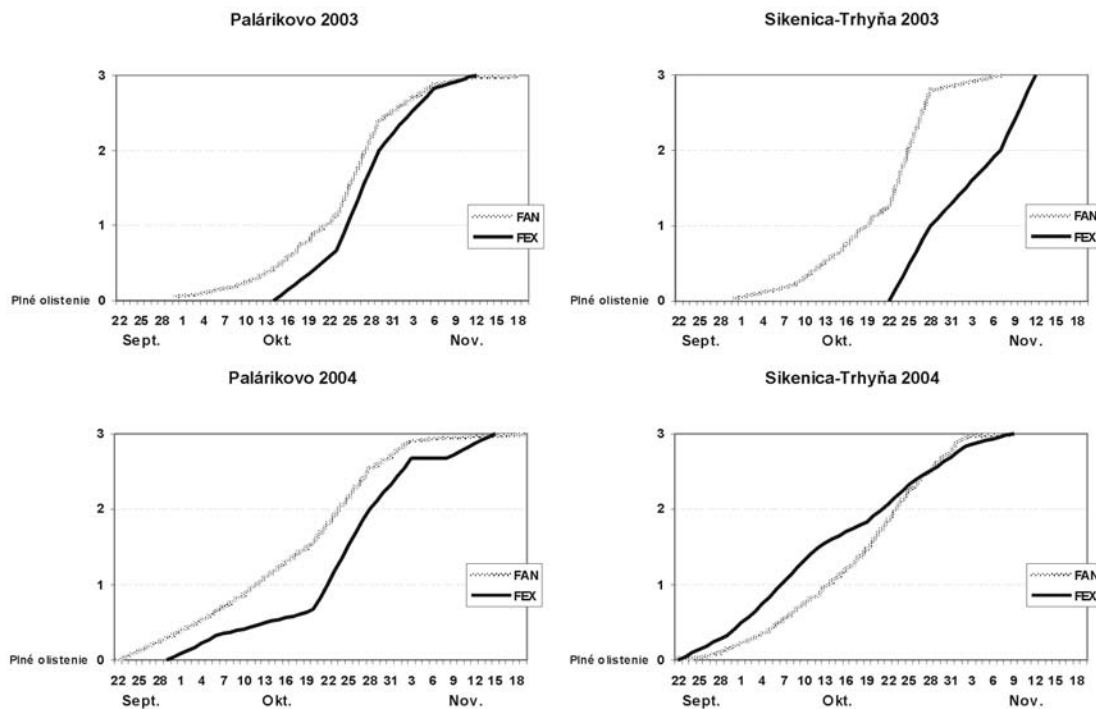 Palárikovo 2003
3
2
1
Plné olistenie 0
FAN
FEX
22 25 28 1 4 7 10 13 16 19 22 25 28 31 3 6 9 12 15 18
Sept. Okt. Nov.
Sikenica-Trhyňa 2003
3
2
1
Plné olistenie 0
FAN
FEX
22 25 28 1 4 7 10 13 16 19 22 25 28 31 3 6 9 12 15 18
Sept. Okt. Nov.
Palárikovo 2004
3
2
1
Plné olistenie 0
FAN
FEX
22 25 28 1 4 7 10 13 16 19 22 25 28 31 3 6 9 12 15 18
Sept. Okt. Nov.
Sikenica-Trhyňa 2004
3
2
1
Plné olistenie 0
FAN
FEX
22 25 28 1 4 7 10 13 16 19 22 25 28 31 3 6 9 12 15 18
Sept. Okt. Nov.